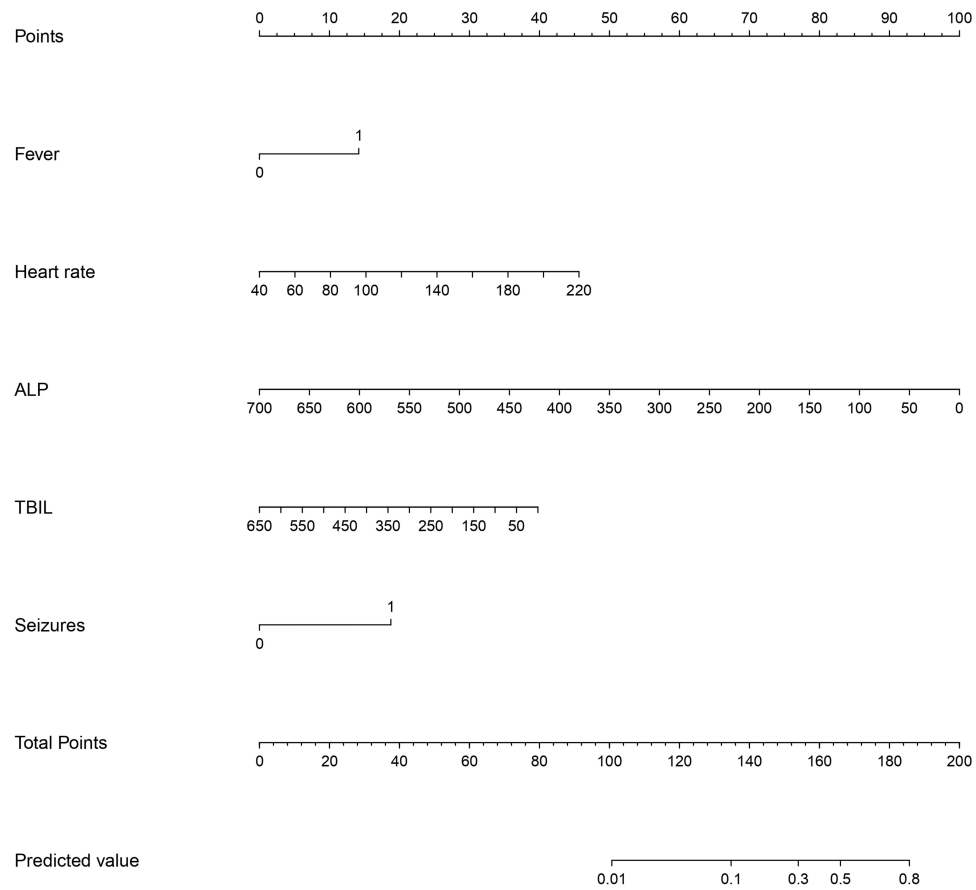 0 10 20 30 40 50 60 70 80 90 100
Points
1
Fever
0
Heart rate
40 60 80 100 140 180 220
ALP
700 650 600 550 500 450 400 350 300 250 200 150 100 50 0
TBIL
650 550 450 350 250 150 50
1
Seizures
0
Total Points
0 20 40 60 80 100 120 140 160 180 200
Predicted value
0.01 0.1 0.3 0.5 0.8